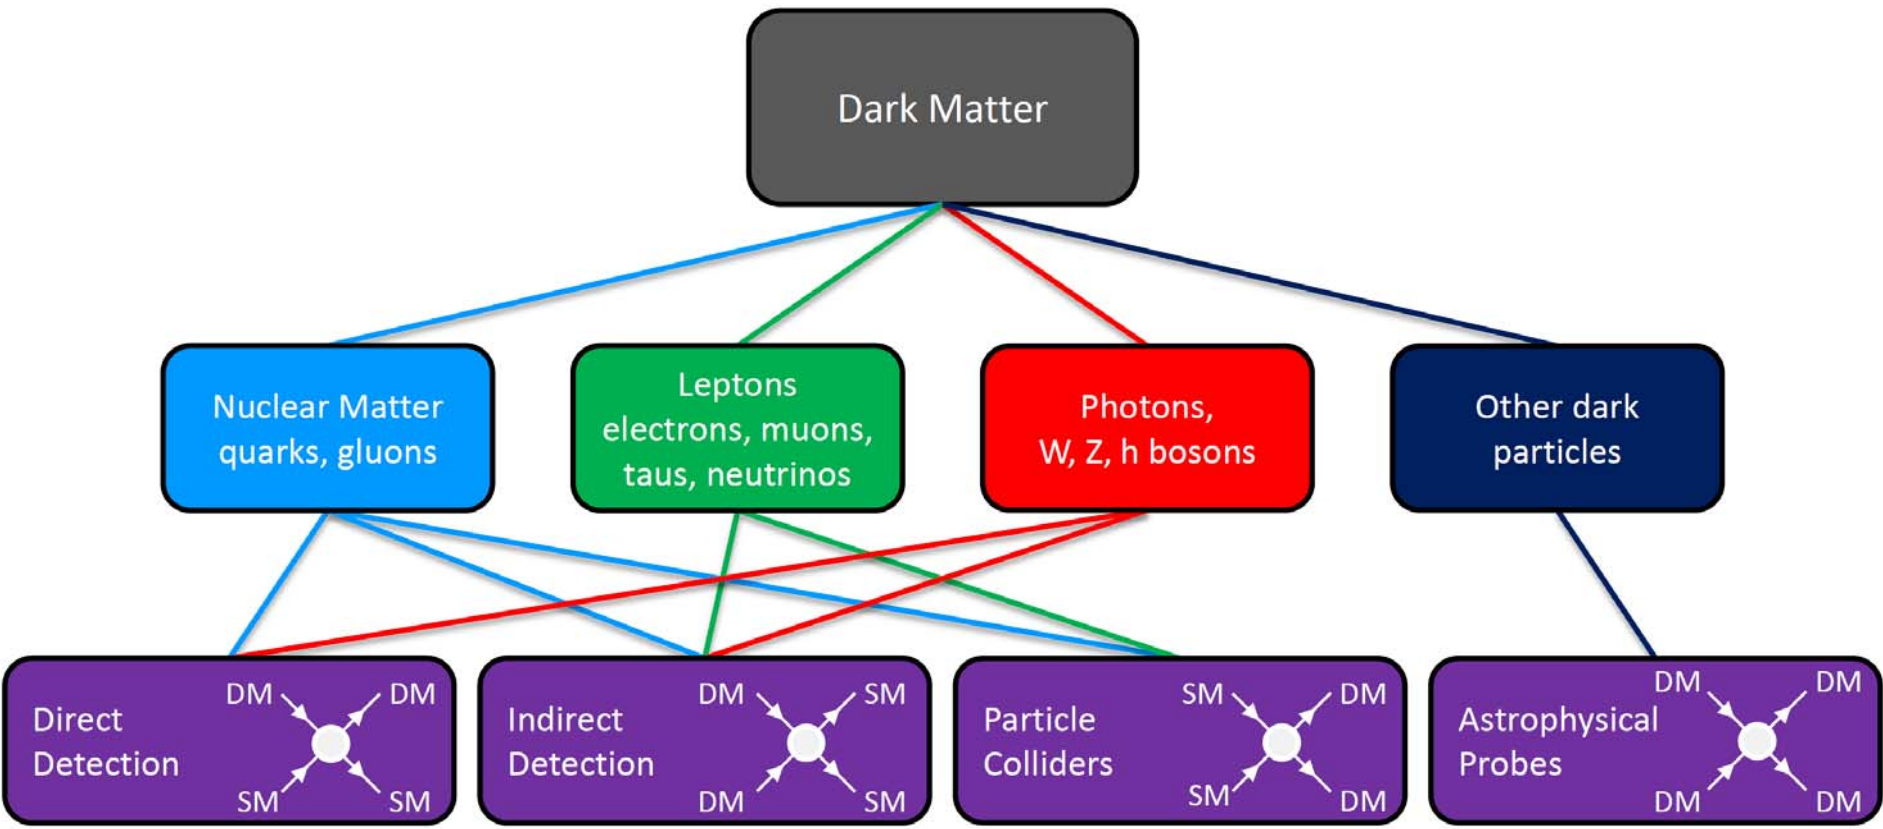 Dark Matter
Nuclear Matter
quarks, gluons
Leptons
electrons, muons,
taus, neutrinos
Photons,
W, Z, h bosons
Other dark
particles
Direct
Detection
DM
DM
SM
SM
Indirect
Detection
DM
SM
DM
SM
Particle
Colliders
SM
DM
SM
DM
Astrophysical
Probes
DM
DM
DM
DM